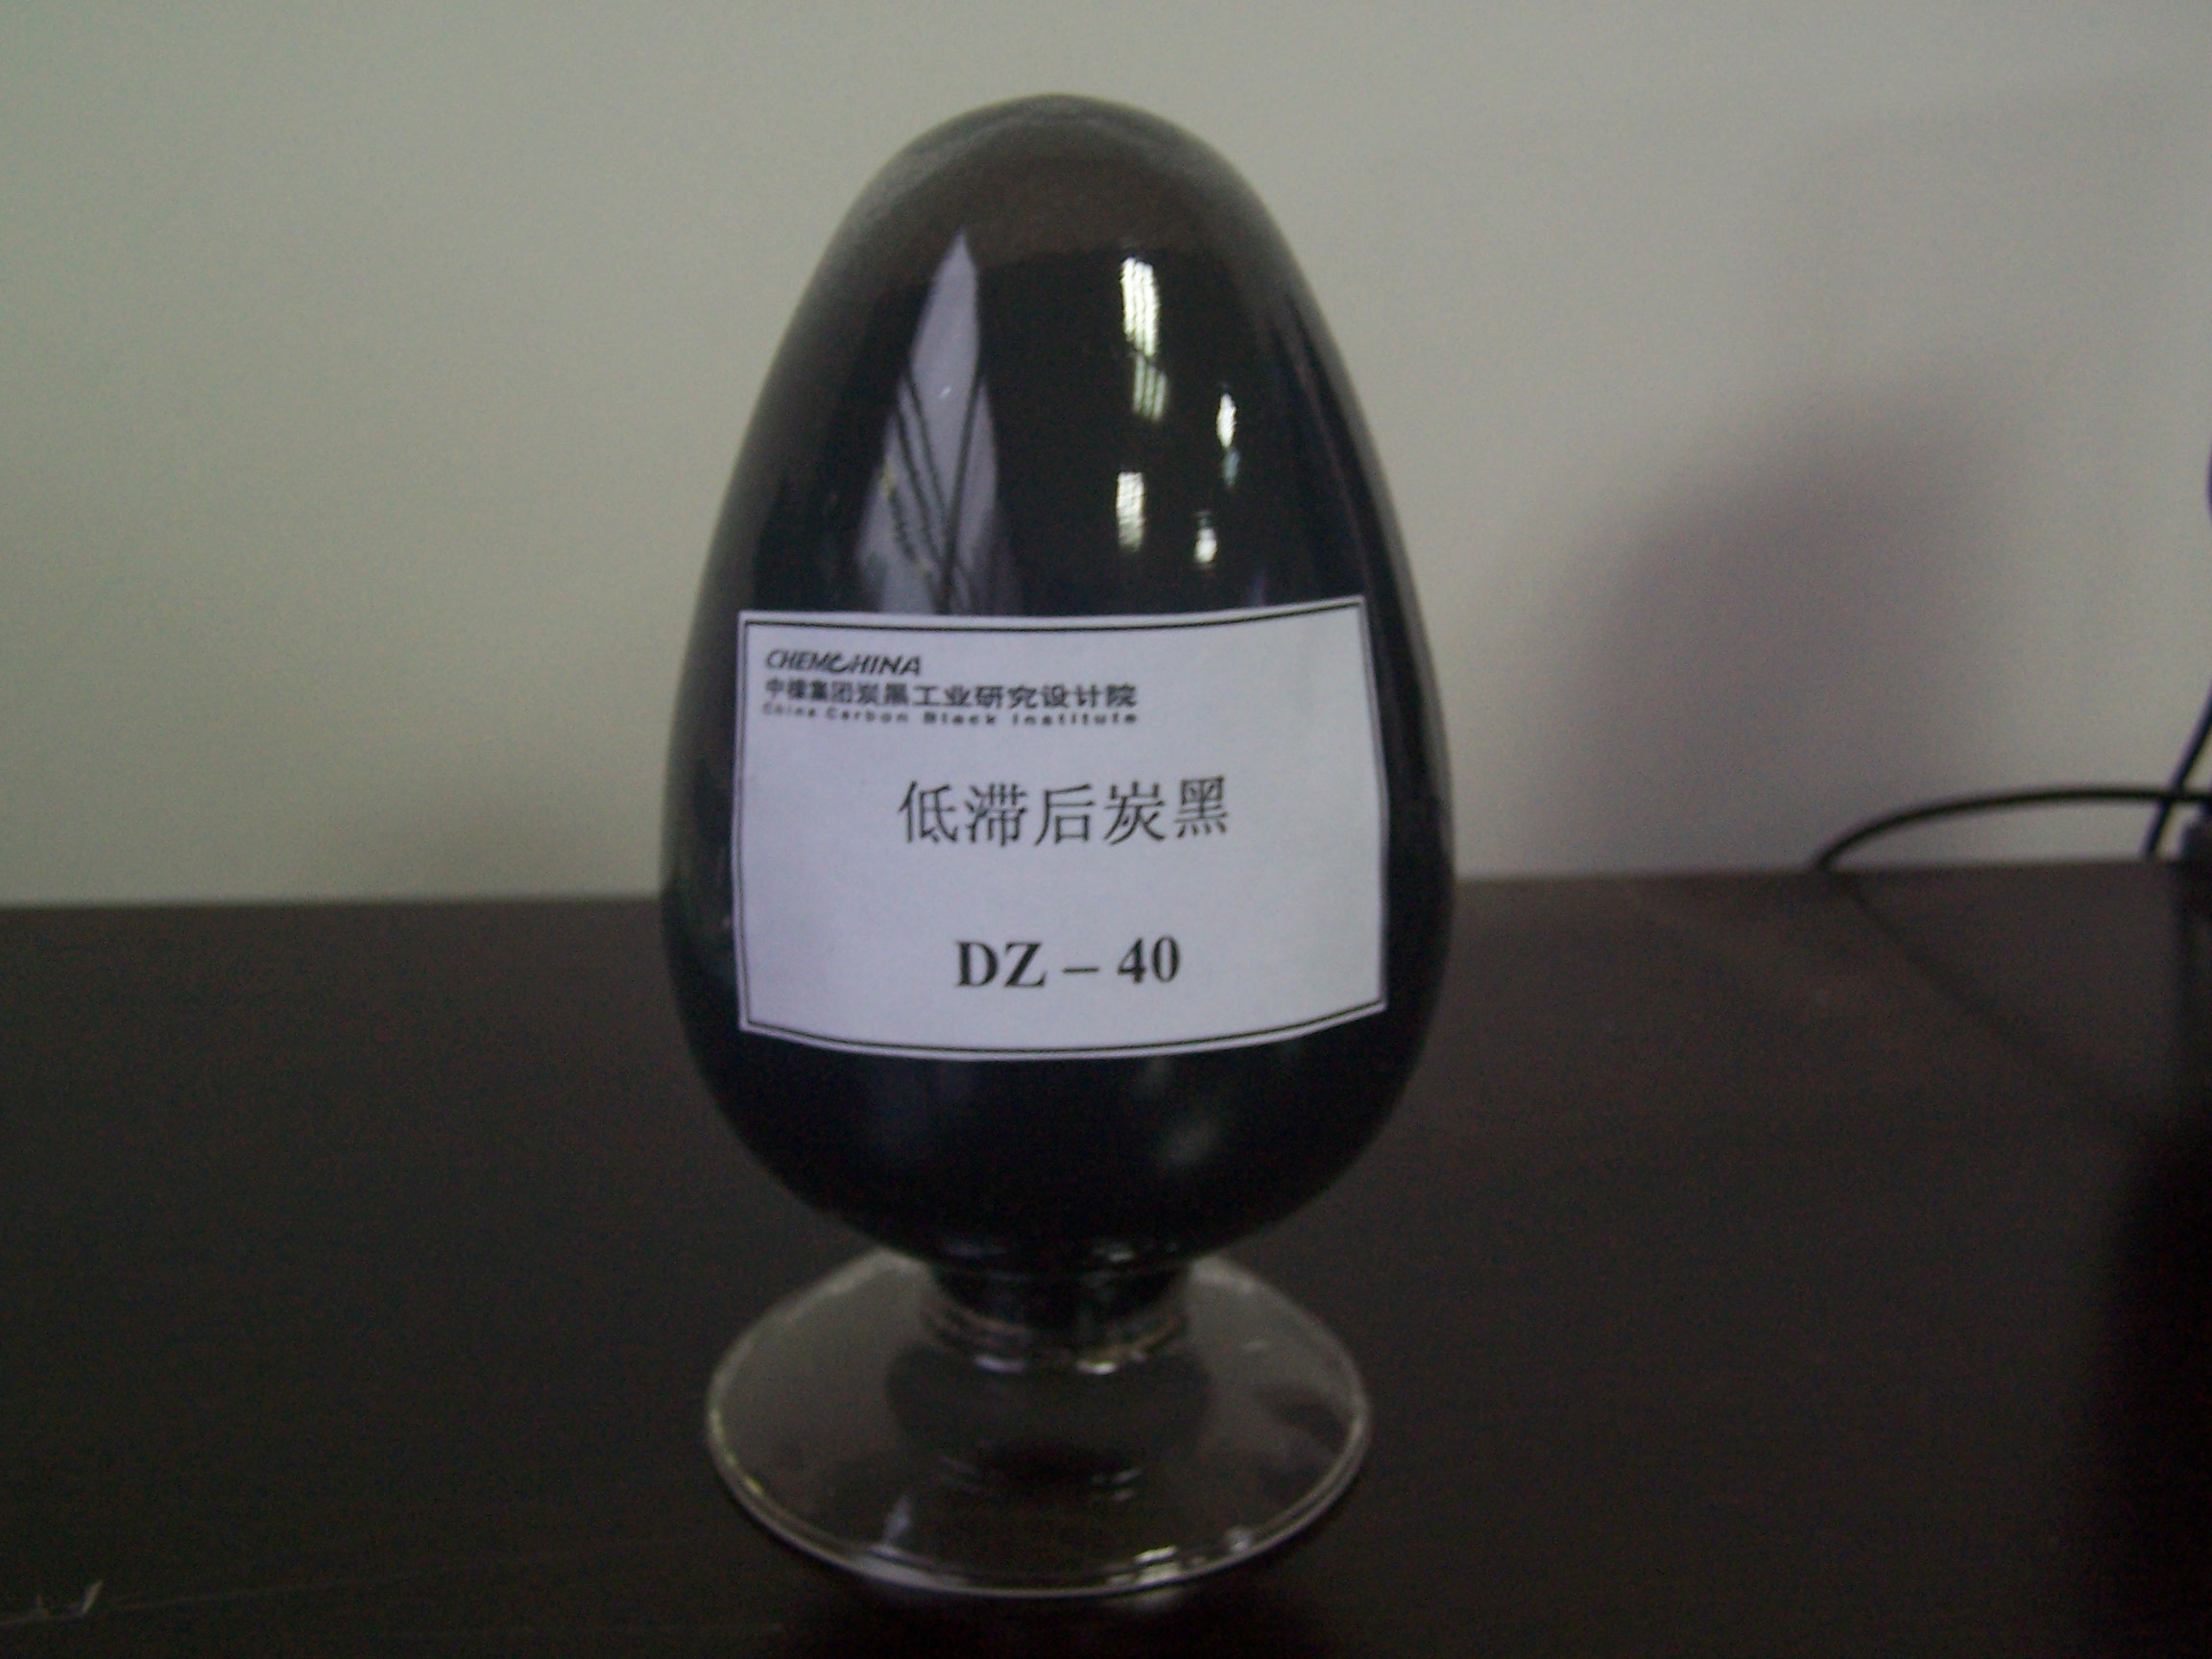 CHEMCHINA
中橡集团炭黑工业研究设计院
China Carbon Black Institute
低滞后炭黑
DZ – 40